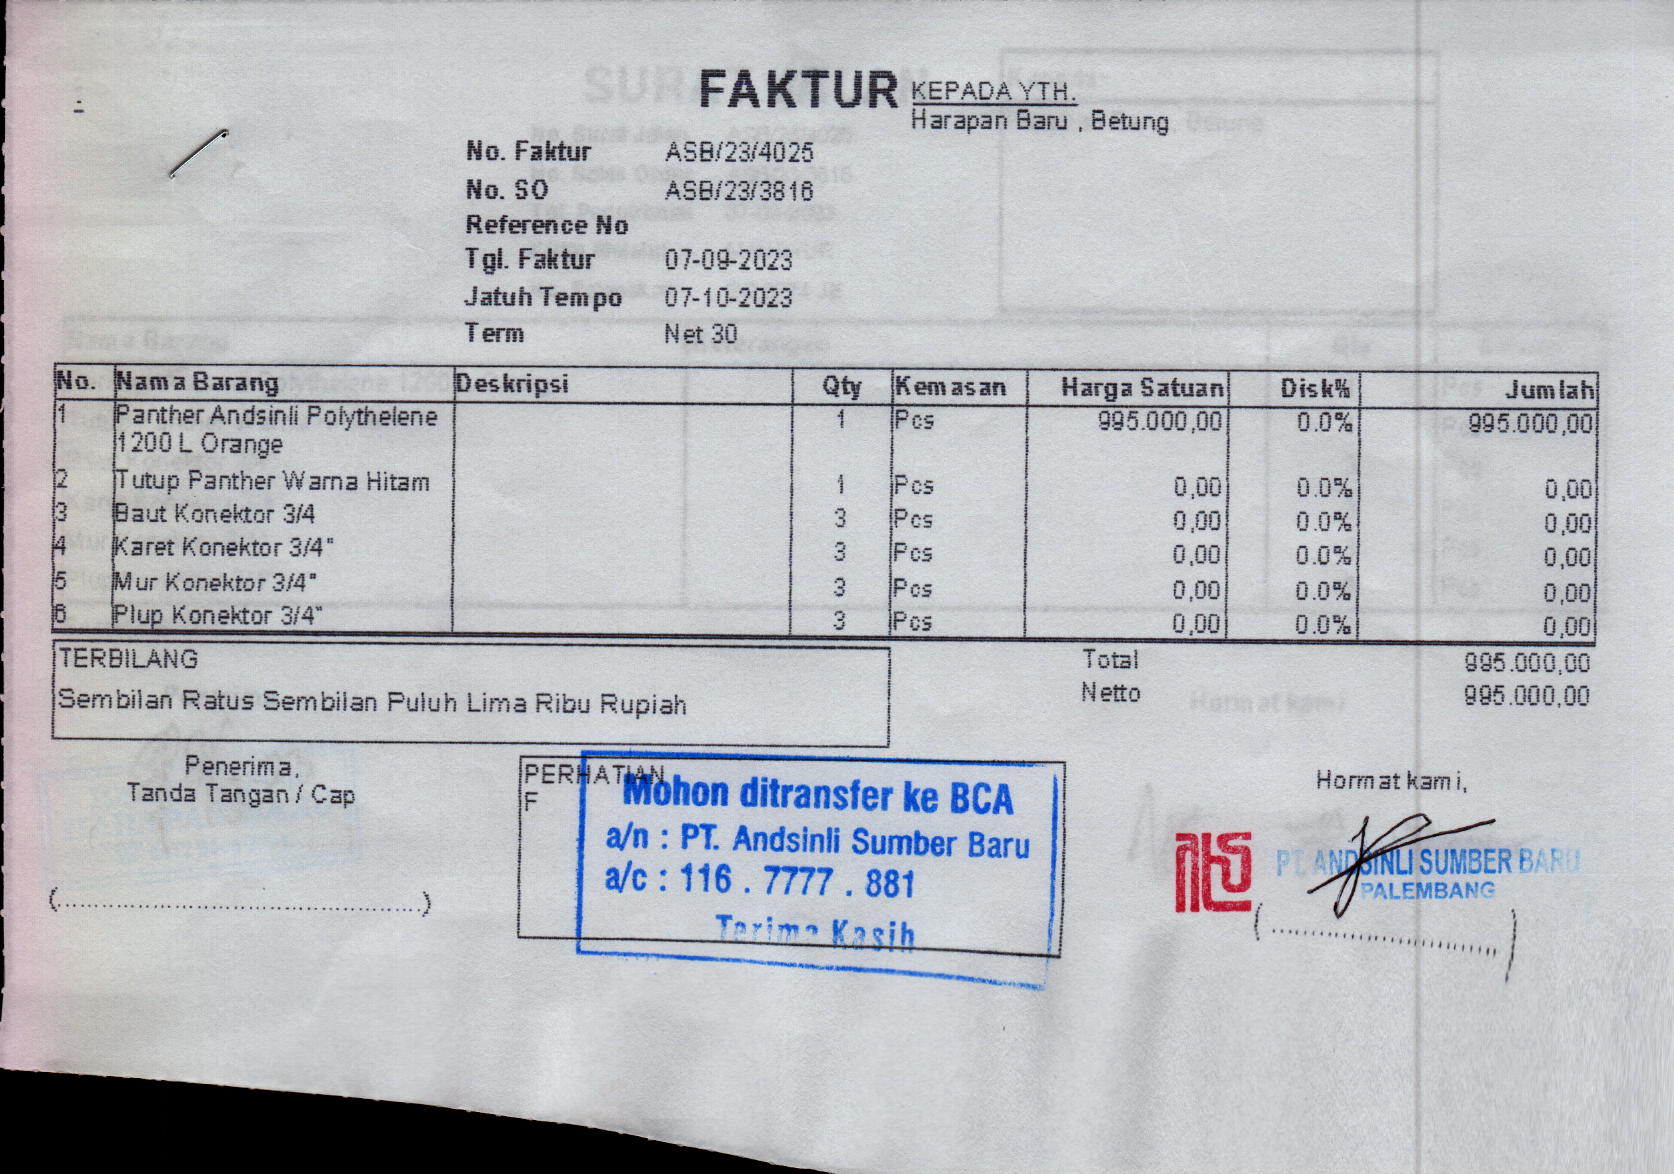 FAKTUR
KEPADA YTH.
Harapan Baru , Betung
No. Faktur ASB/23/4025
No. SO ASB/23/3816
Reference No
Tgl. Faktur 07-09-2023
Jatuh Tempo 07-10-2023
Term Net 30
No. Nama Barang Deskripsi Qty Kemasan Harga Satuan Disk% Jumlah
1 Panther Andsinli Polythelene 1 Pcs 995.000,00 0.0% 995.000,00
1200 L Orange
2 Tutup Panther Warna Hitam 1 Pcs 0,00 0.0% 0,00
3 Baut Konektor 3/4 3 Pcs 0,00 0.0% 0,00
4 Karet Konektor 3/4" 3 Pcs 0,00 0.0% 0,00
5 Mur Konektor 3/4" 3 Pcs 0,00 0.0% 0,00
6 Plup Konektor 3/4" 3 Pcs 0,00 0.0% 0,00
TERBILANG
Sembilan Ratus Sembilan Puluh Lima Ribu Rupiah
Total 995.000,00
Netto 995.000,00
Penerima,
Tanda Tangan / Cap
(..........................................)
PERHATIAN
F
Mohon ditransfer ke BCA
a/n : PT. Andsinli Sumber Baru
a/c : 116 . 7777 . 881
Terima Kasih
Hormat kami,
PT. ANDSINLI SUMBER BARU
PALEMBANG
(..............................)